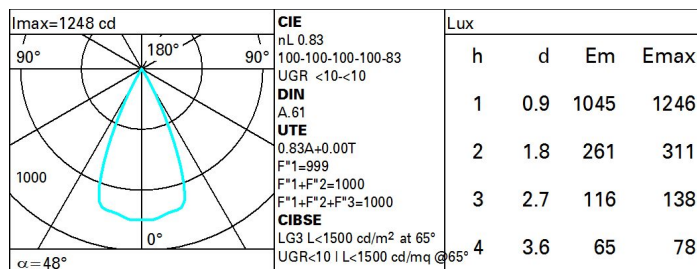 Imax=1248 cd
90°
180°
90°
1000
0°
α=48°
CIE
nL 0.83
100-100-100-100-83
UGR <10-<10
DIN
A.61
UTE
0.83A+0.00T
F"1=999
F"1+F"2=1000
F"1+F"2+F"3=1000
CIBSE
LG3 L<1500 cd/m² at 65°
UGR<10 | L<1500 cd/mq @65°
Lux
h d Em Emax
1 0.9 1045 1246
2 1.8 261 311
3 2.7 116 138
4 3.6 65 78